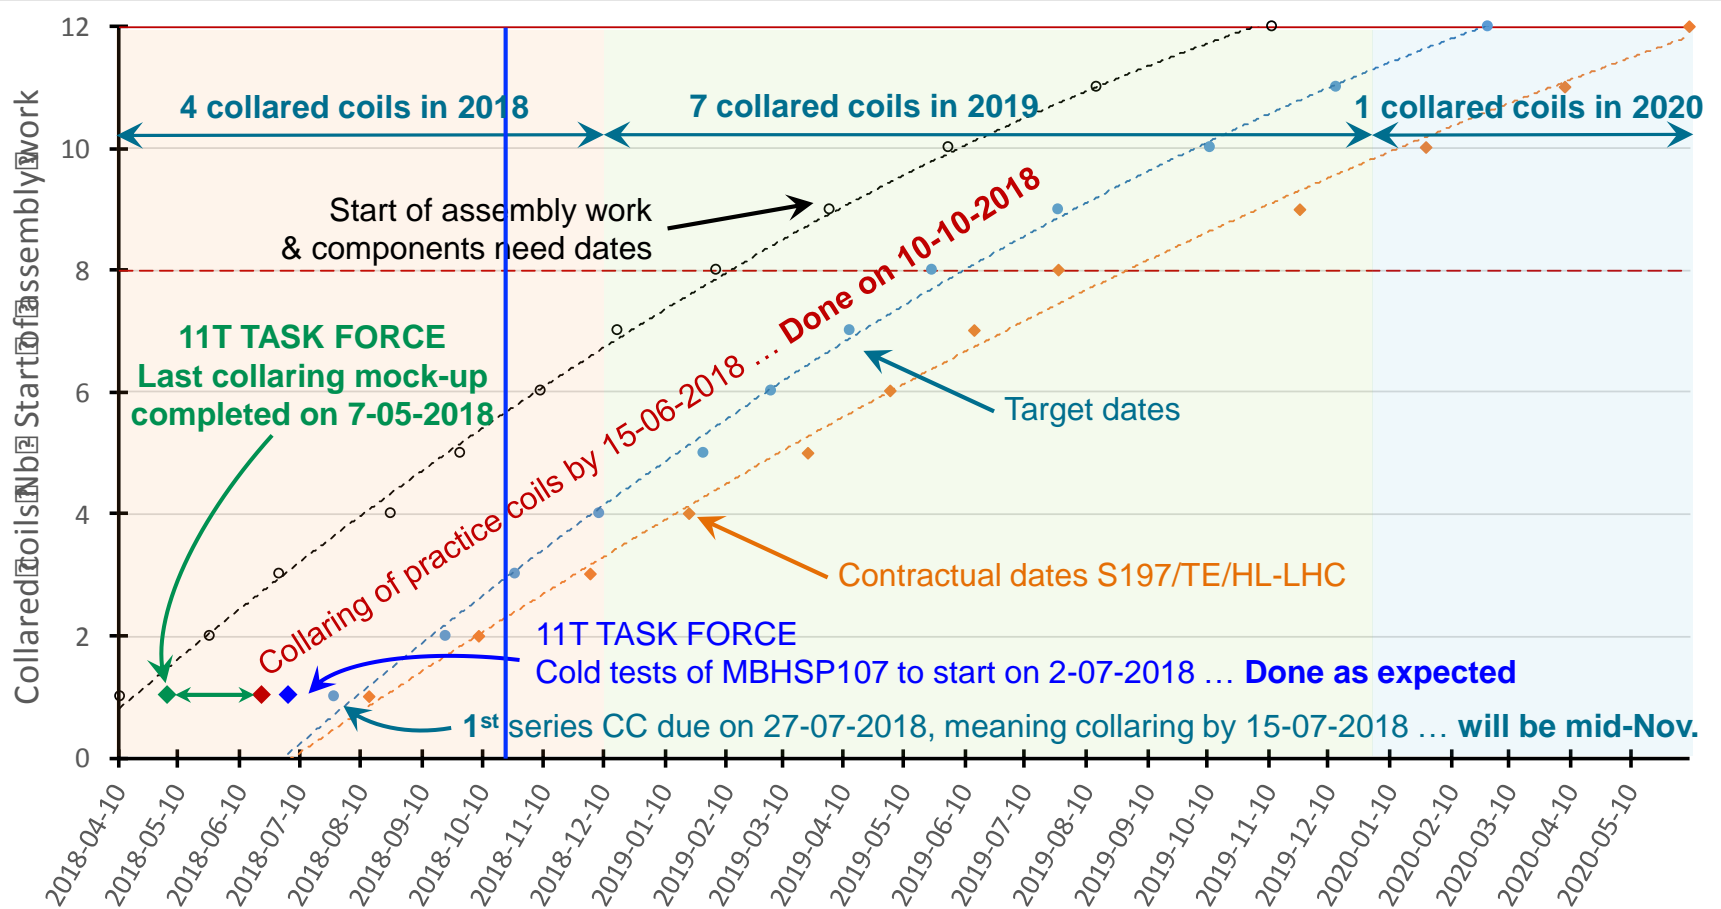 12
10
8
6
4
2
0
Collared coils Nb Start of assembly work
4 collared coils in 2018
7 collared coils in 2019
1 collared coils in 2020
Start of assembly work
& components need dates
11T TASK FORCE
Last collaring mock-up
completed on 7-05-2018
Collaring of practice coils by 15-06-2018 … Done on 10-10-2018
Target dates
Contractual dates S197/TE/HL-LHC
11T TASK FORCE
Cold tests of MBHSP107 to start on 2-07-2018 … Done as expected
1st series CC due on 27-07-2018, meaning collaring by 15-07-2018 … will be mid-Nov.
2018-04-10
2018-05-10
2018-06-10
2018-07-10
2018-08-10
2018-09-10
2018-10-10
2018-11-10
2018-12-10
2019-01-10
2019-02-10
2019-03-10
2019-04-10
2019-05-10
2019-06-10
2019-07-10
2019-08-10
2019-09-10
2019-10-10
2019-11-10
2019-12-10
2020-01-10
2020-02-10
2020-03-10
2020-04-10
2020-05-10